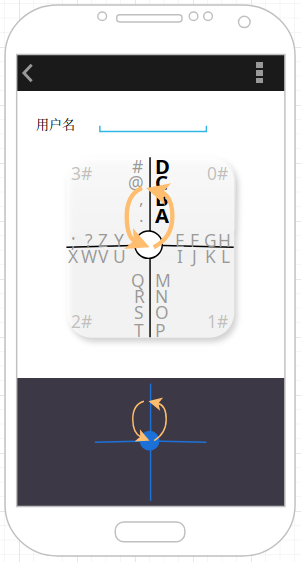 用户名
3# # D 0#
@ C
, B
. A
: ? Z Y E F G H
X W V U I J K L
Q M
R N
2# S O 1#
T P